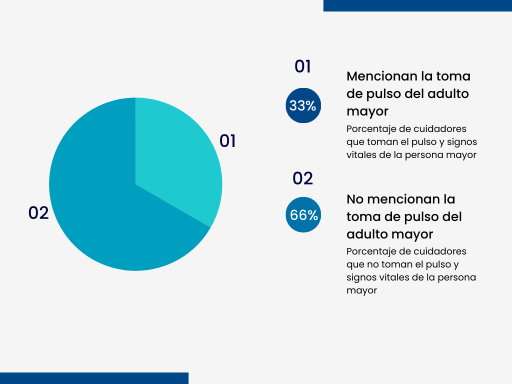 01
33%
Mencionan la toma
de pulso del adulto
mayor
Porcentaje de cuidadores
que toman el pulso y signos
vitales de la persona mayor
02
66%
No mencionan la
toma de pulso del
adulto mayor
Porcentaje de cuidadores
que no toman el pulso y
signos vitales de la persona
mayor
01
02